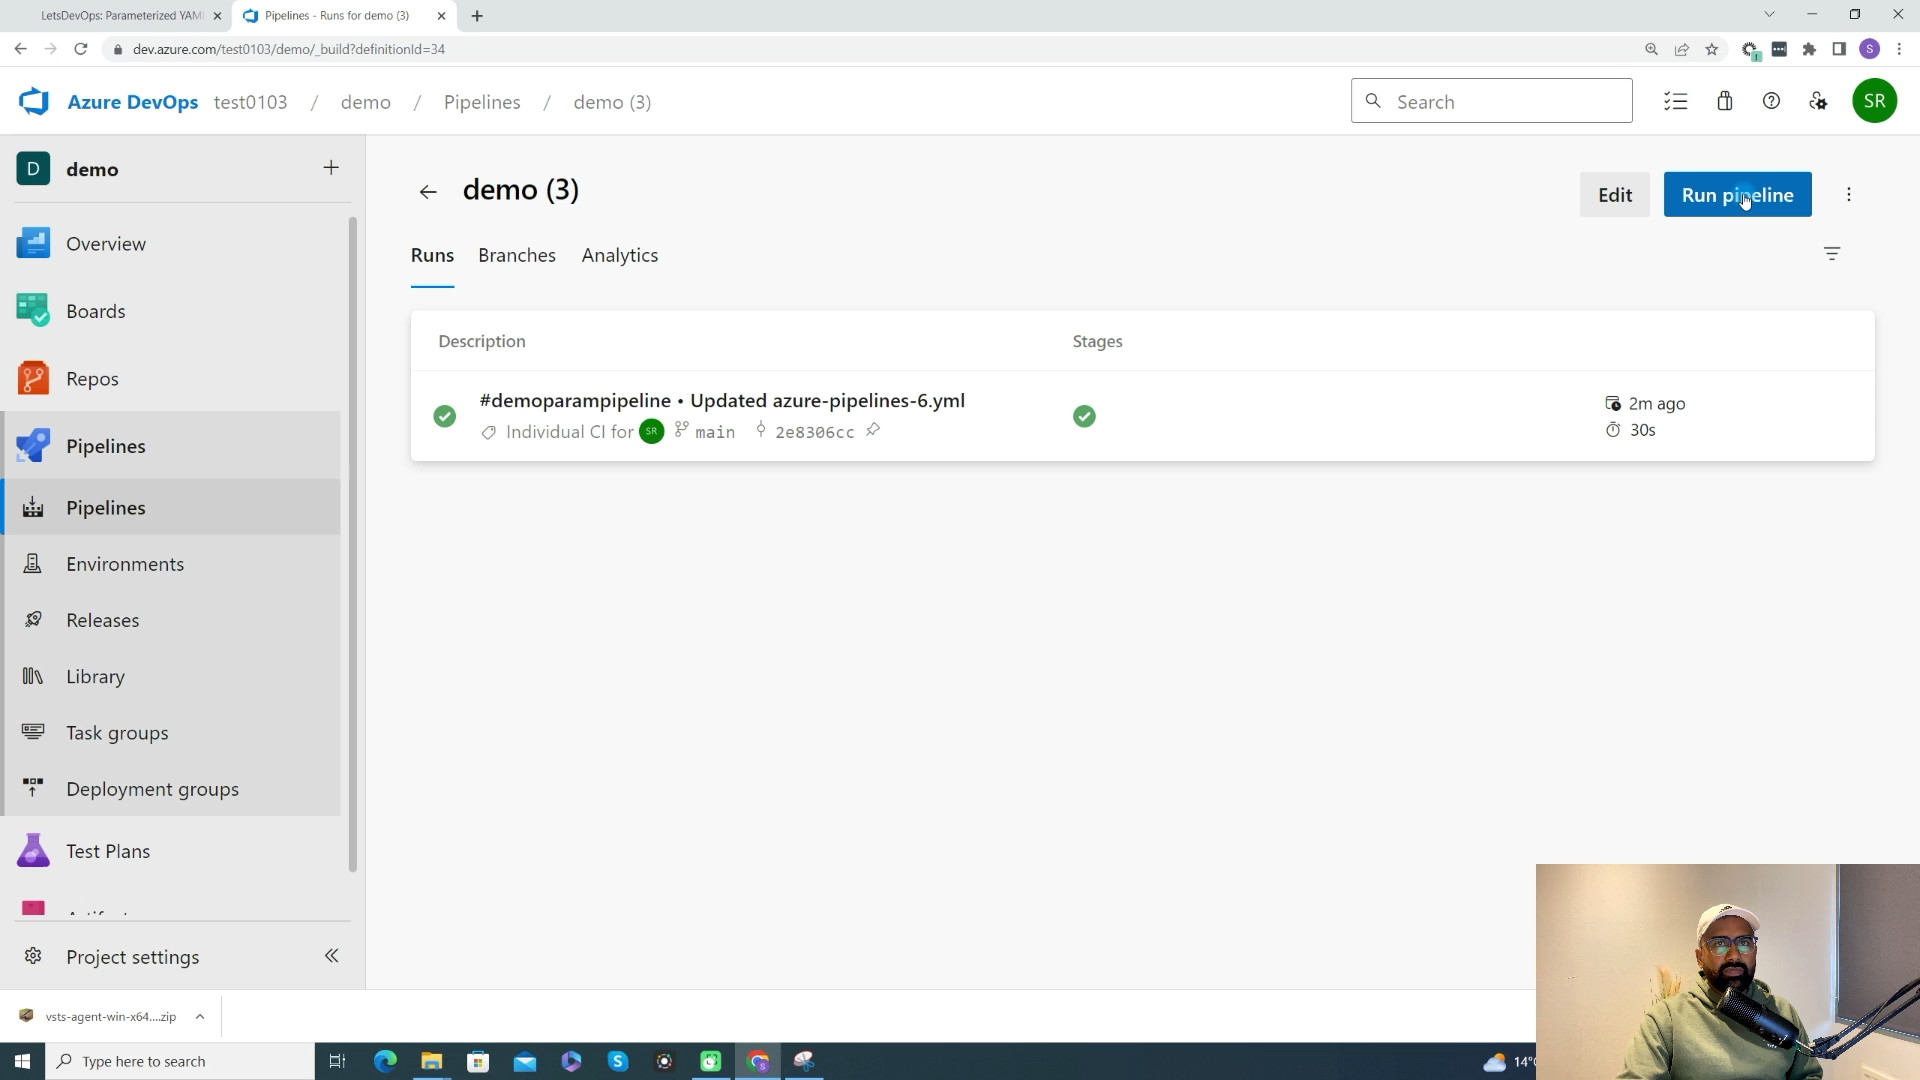 LetsDevOps: Parameterized YAM
Pipelines - Runs for demo (3)
dev.azure.com/test0103/demo/_build?definitionId=34
S
Azure DevOps test0103 / demo / Pipelines / demo (3)
Search
SR
D demo
Overview
Boards
Repos
Pipelines
Pipelines
Environments
Releases
Library
Task groups
Deployment groups
Test Plans
Project settings
demo (3)
Edit
Run pipeline
Runs Branches Analytics
Description Stages
#demoparampipeline • Updated azure-pipelines-6.yml
Individual CI for SR main 2e8306cc
2m ago
30s
vsts-agent-win-x64....zip
Type here to search
14°